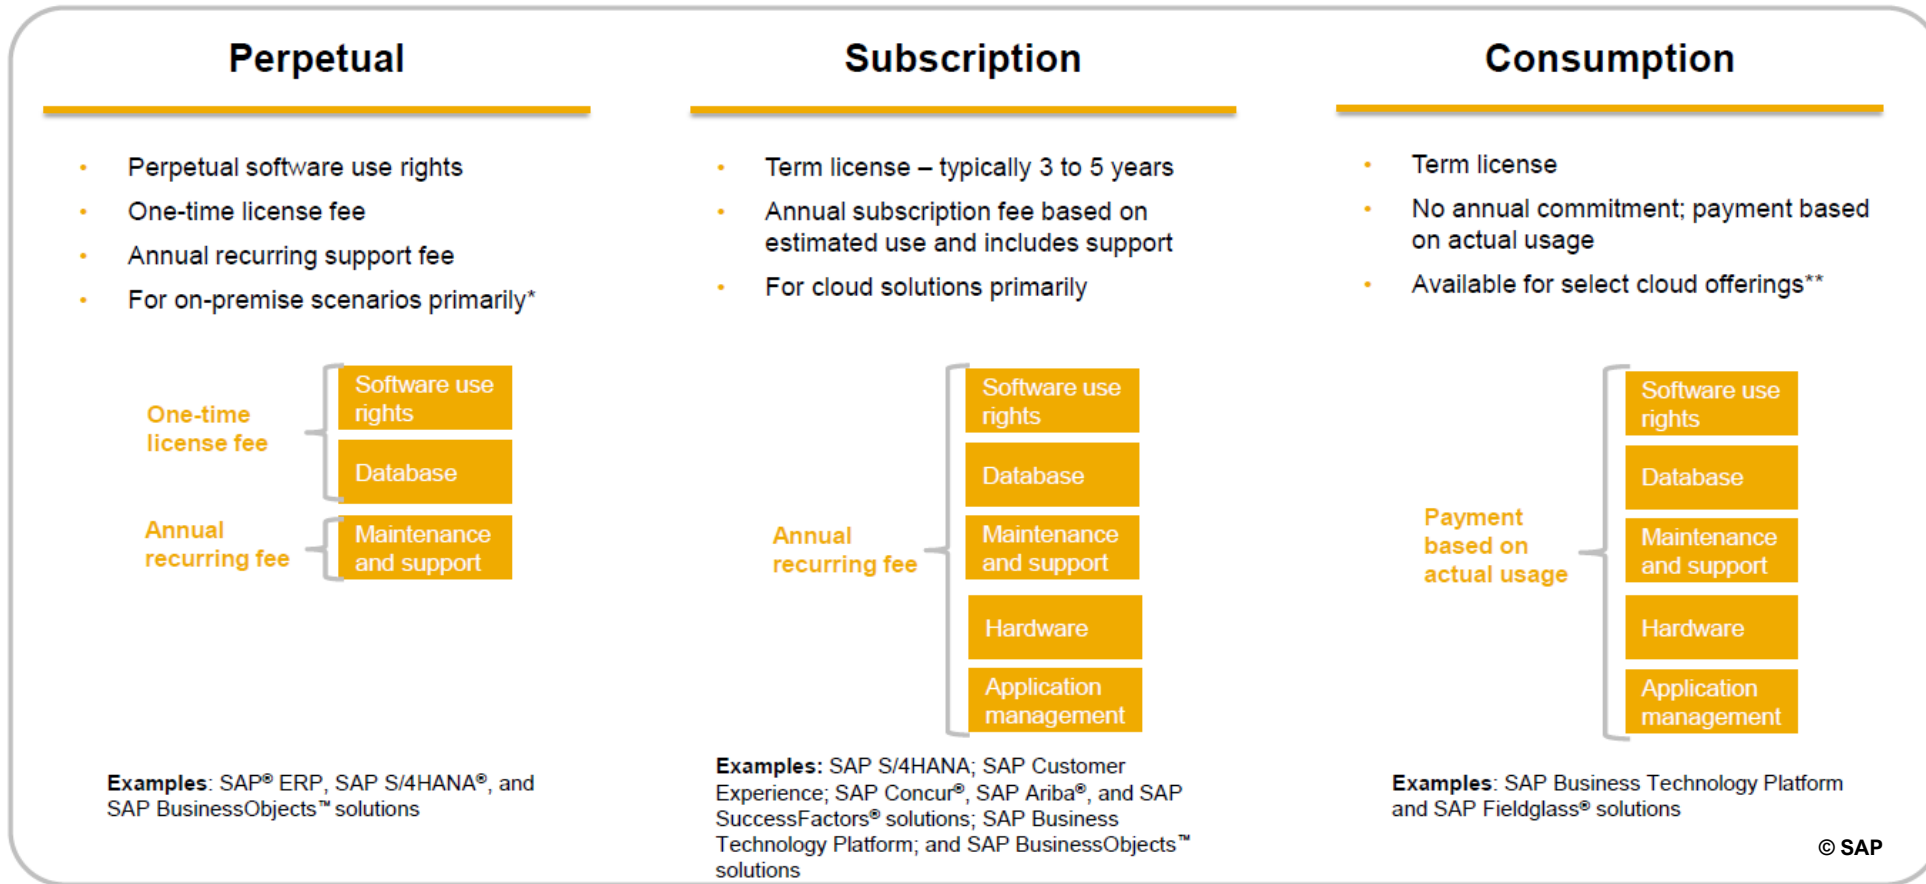 Perpetual
• Perpetual software use rights
• One-time license fee
• Annual recurring support fee
• For on-premise scenarios primarily*
One-time
license fee
Software use
rights
Database
Annual
recurring fee
Maintenance
and support
Examples: SAP® ERP, SAP S/4HANA®, and
SAP BusinessObjects™ solutions
Subscription
• Term license – typically 3 to 5 years
• Annual subscription fee based on
estimated use and includes support
• For cloud solutions primarily
Annual
recurring fee
Software use
rights
Database
Maintenance
and support
Hardware
Application
management
Examples: SAP S/4HANA; SAP Customer
Experience; SAP Concur®, SAP Ariba®, and SAP
SuccessFactors® solutions; SAP Business
Technology Platform; and SAP BusinessObjects™
solutions
Consumption
• Term license
• No annual commitment; payment based
on actual usage
• Available for select cloud offerings**
Payment
based on
actual usage
Software use
rights
Database
Maintenance
and support
Hardware
Application
management
Examples: SAP Business Technology Platform
and SAP Fieldglass® solutions
© SAP